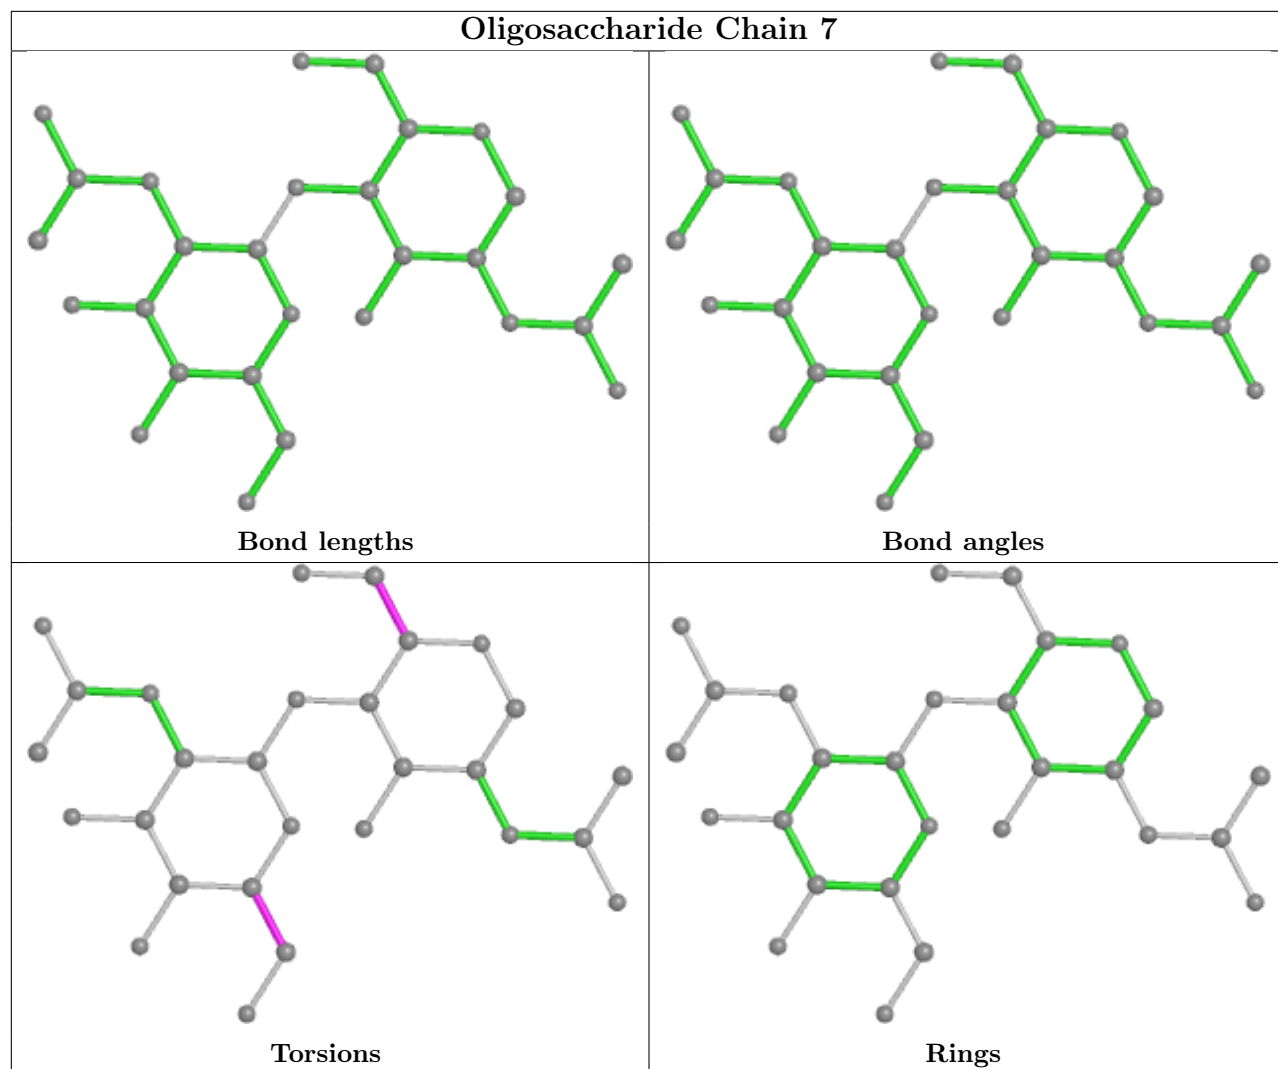 Oligosaccharide Chain 7
Bond lengths
Bond angles
Torsions
Rings